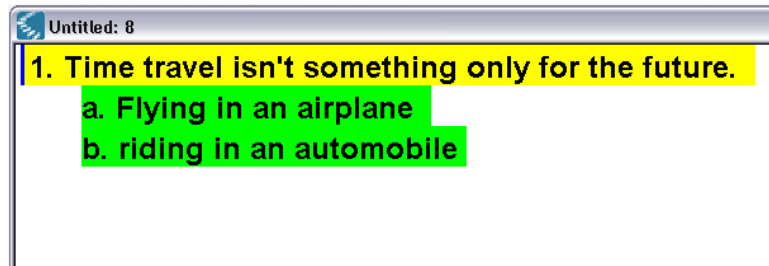 Untitled: 8
1. Time travel isn't something only for the future.
a. Flying in an airplane
b. riding in an automobile